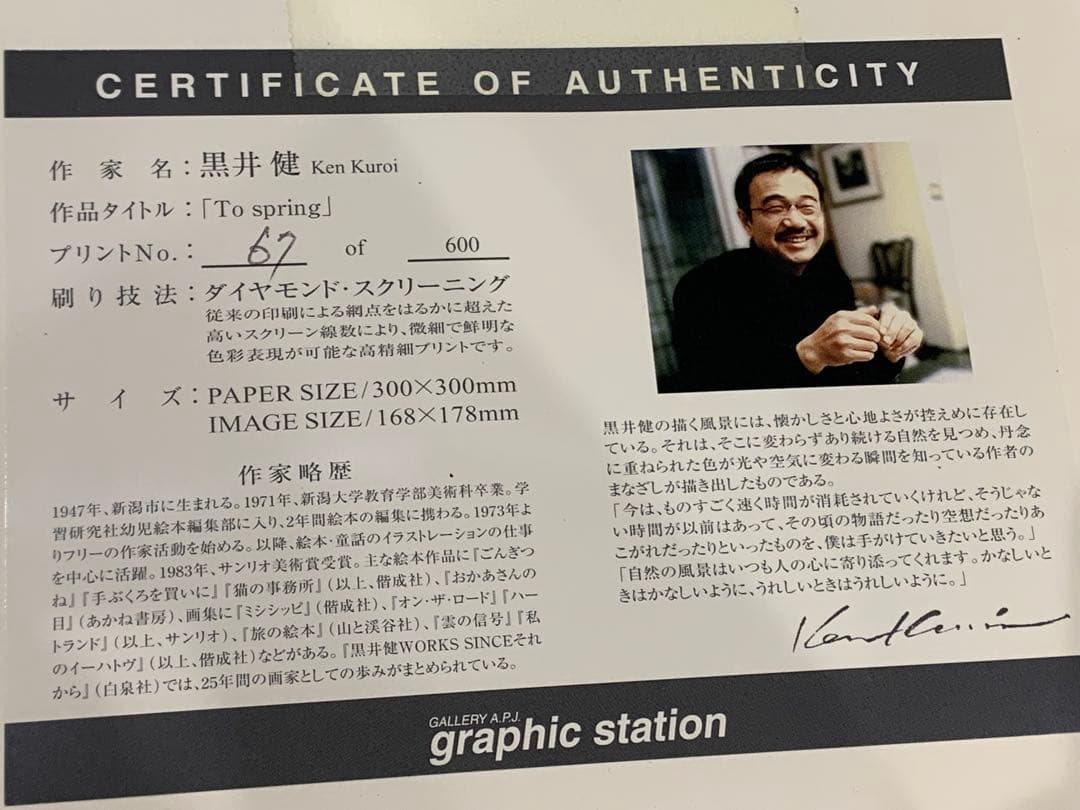 CERTIFICATE OF AUTHENTICITY
作家名：黒井 健 Ken Kuroi
作品タイトル：「To spring」
プリントNo.： 67 of 600
刷り技法：ダイヤモンド・スクリーニング
従来の印刷による網点をはるかに超えた
高いスクリーン線数により、微細で鮮明な
色彩表現が可能な高精細プリントです。
サイズ：PAPER SIZE/300×300mm
IMAGE SIZE/168×178mm
作家略歴
1947年、新潟市に生まれる。1971年、新潟大学教育学部美術科卒業。学
習研究社幼児絵本編集部に入り、2年間絵本の編集に携わる。1973年よ
りフリーの作家活動を始める。以降、絵本・童話のイラストレーションの仕事
を中心に活躍。1983年、サンリオ美術賞受賞。主な絵本作品に『ごんぎつ
ね』『手ぶくろを買いに』『猫の事務所』（以上、偕成社）、『おかあさんの
目』（あかね書房）、画集に『ミシシッピ』（偕成社）、『オン・ザ・ロード』『ハー
トランド』（以上、サンリオ）、『旅の絵本』（山と渓谷社）、『雲の信号』『私
のイーハトヴ』（以上、偕成社）などがある。『黒井健WORKS SINCEそれ
から』（白泉社）では、25年間の画家としての歩みがまとめられている。
黒井健の描く風景には、懐かしさと心地よさが控えめに存在し
ている。それは、そこに変わらずあり続ける自然を見つめ、丹念
に重ねられた色が光や空気に変わる瞬間を知っている作者の
まなざしが描き出したものである。
「今は、ものすごく速く時間が消耗されていくけれど、そうじゃな
い時間が以前はあって、その頃の物語だったり空想だったりあ
こがれだったりといったものを、僕は手がけていきたいと思う。」
「自然の風景はいつも人の心に寄り添ってくれます。かなしいと
きはかなしいように、うれしいときはうれしいように。」
Ken Kuroi
GALLERY A.P.J.
graphic station